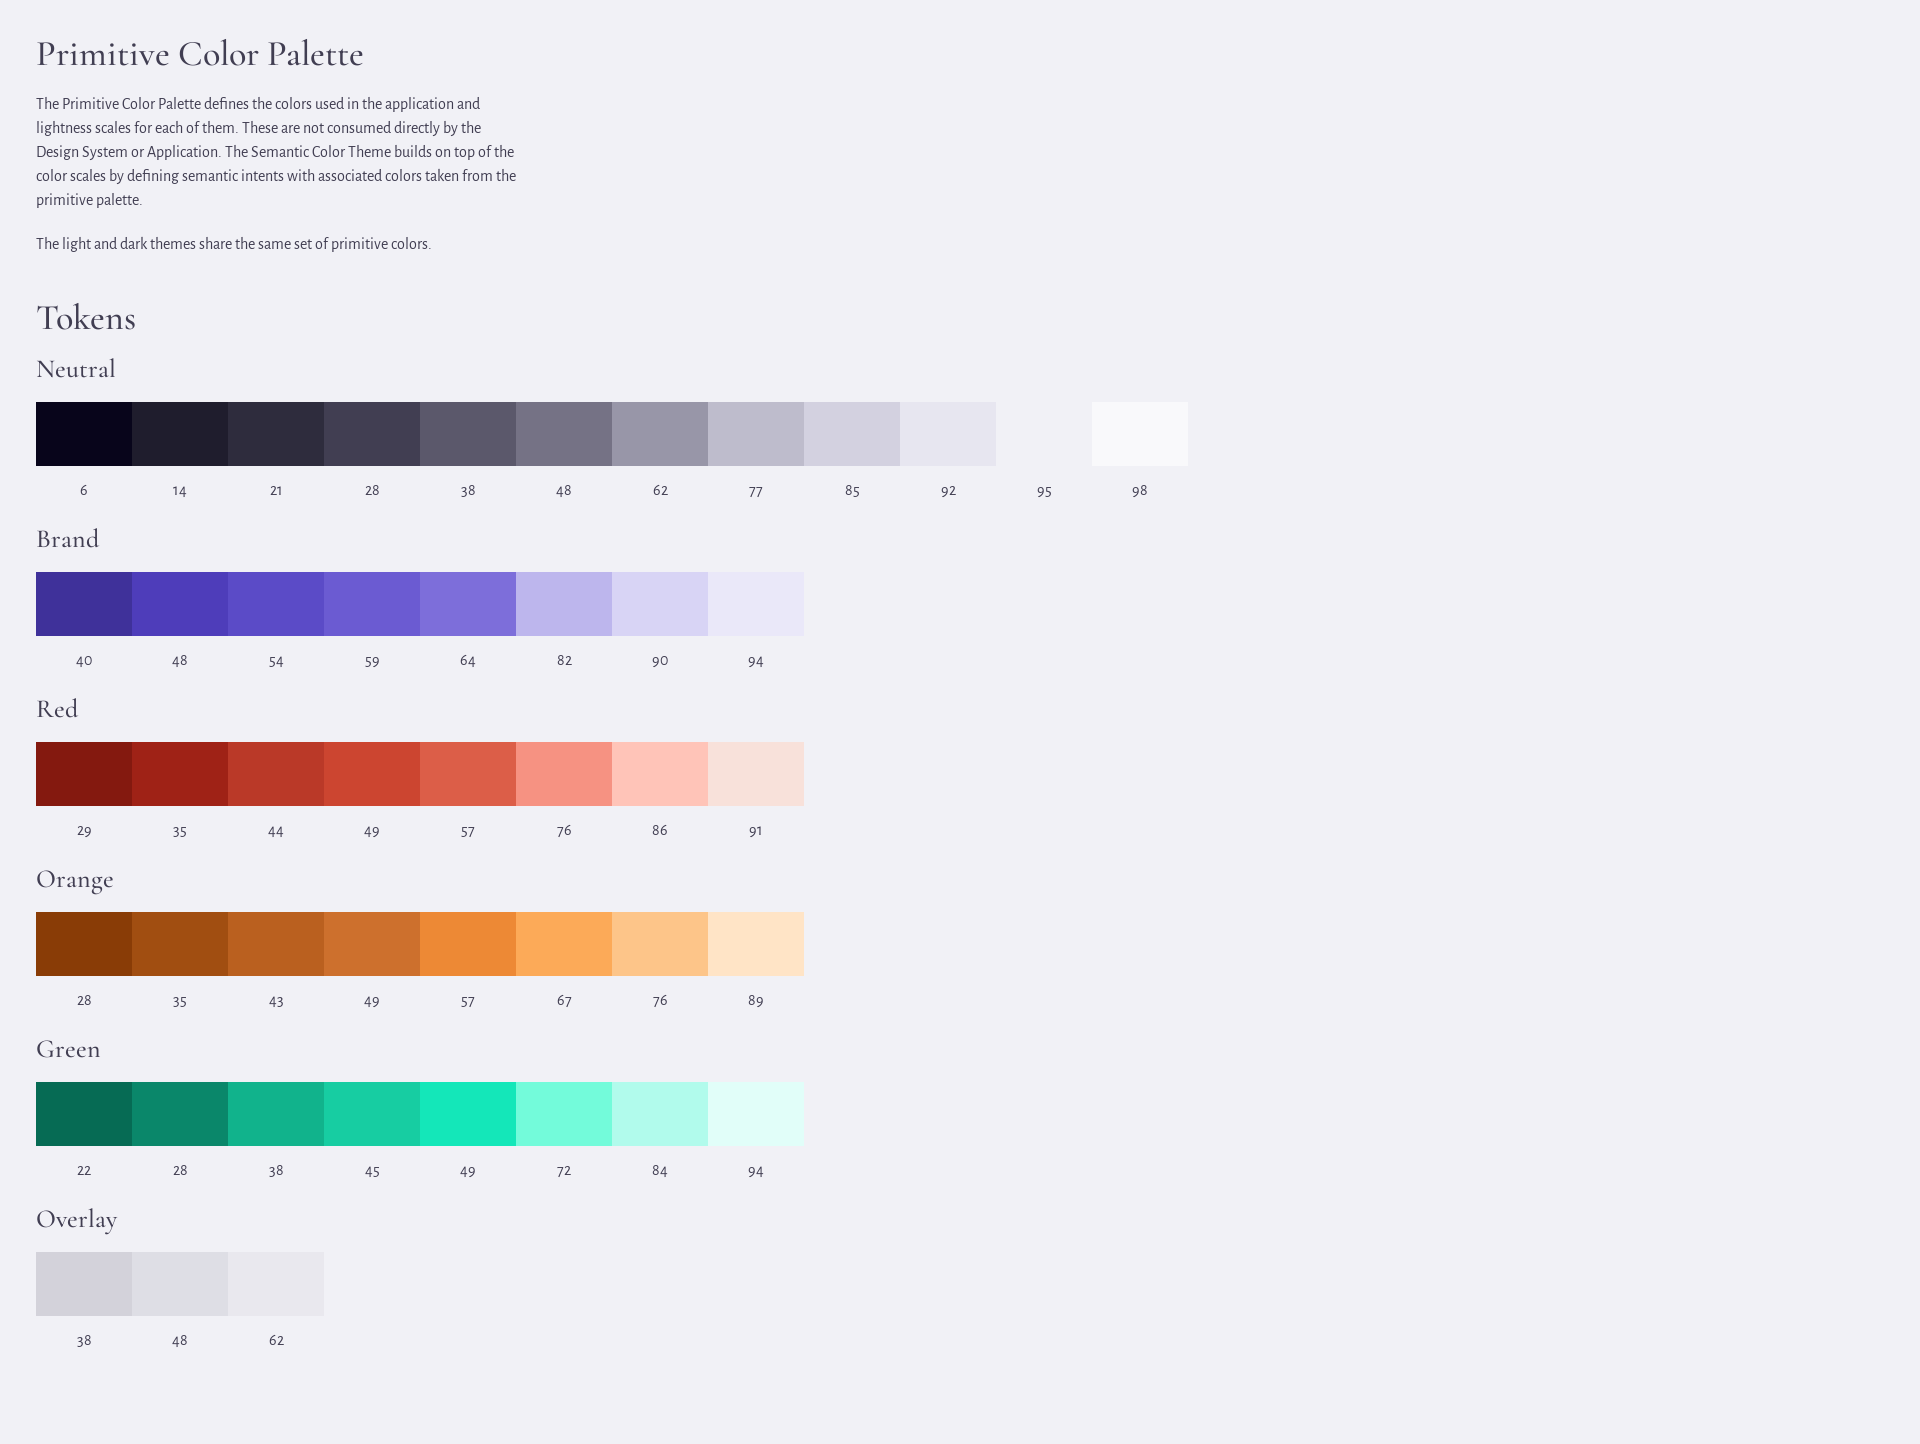 Primitive Color Palette
The Primitive Color Palette defines the colors used in the application and
lightness scales for each of them. These are not consumed directly by the
Design System or Application. The Semantic Color Theme builds on top of the
color scales by defining semantic intents with associated colors taken from the
primitive palette.
The light and dark themes share the same set of primitive colors.
Tokens
Neutral
6 14 21 28 38 48 62 77 85 92 95 98
Brand
40 48 54 59 64 82 90 94
Red
29 35 44 49 57 76 86 91
Orange
28 35 43 49 57 67 76 89
Green
22 28 38 45 49 72 84 94
Overlay
38 48 62